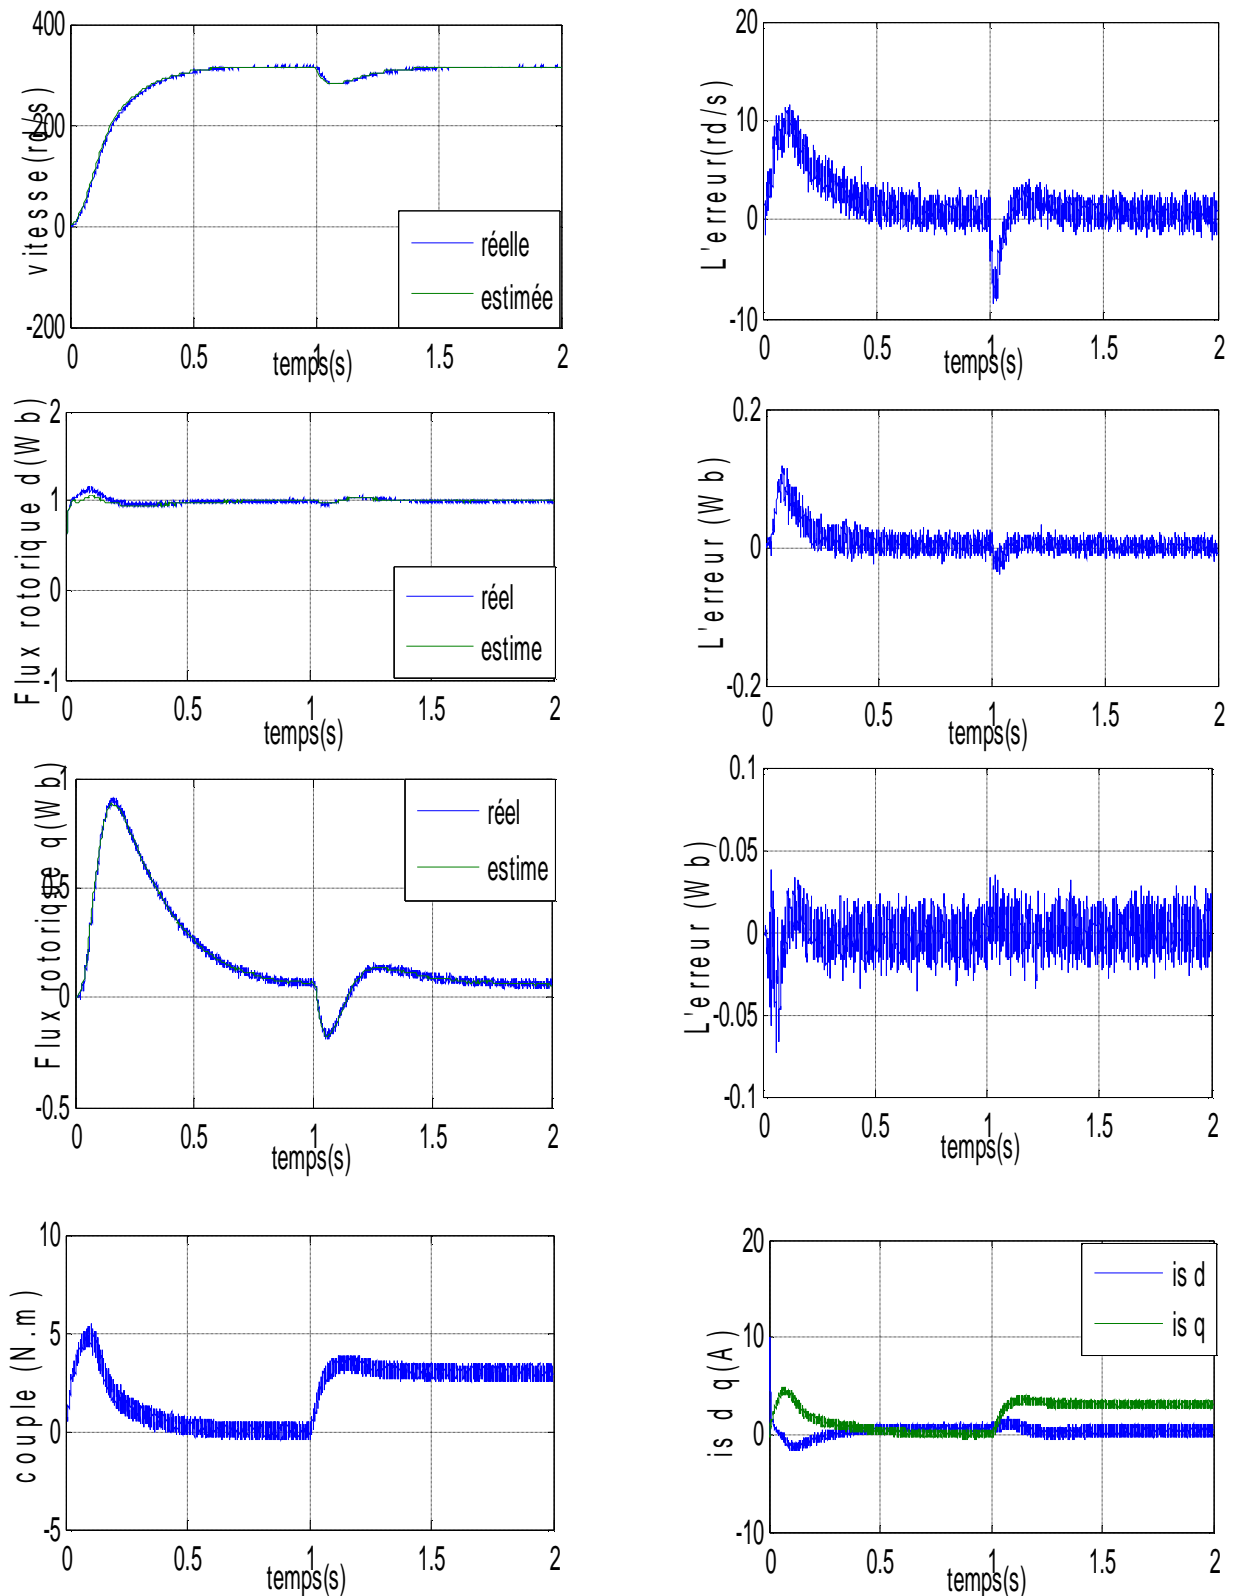 400
200
0
-200
vitesse(rd/s)
réelle
estimée
0 0.5 1 1.5 2
temps(s)
20
10
0
-10
L'erreur(rd/s)
0 0.5 1 1.5 2
temps(s)
2
1
0
-1
Flux rotorique d(Wb)
réel
estime
0 0.5 1 1.5 2
temps(s)
0.2
0
-0.2
L'erreur (Wb)
0 0.5 1 1.5 2
temps(s)
1
0.5
0
-0.5
Flux rotorique q(Wb)
réel
estime
0 0.5 1 1.5 2
temps(s)
0.1
0.05
0
-0.05
-0.1
L'erreur (Wb)
0 0.5 1 1.5 2
temps(s)
10
5
0
-5
couple (N.m)
0 0.5 1 1.5 2
temps(s)
20
10
0
-10
is d q(A)
is d
is q
0 0.5 1 1.5 2
temps(s)